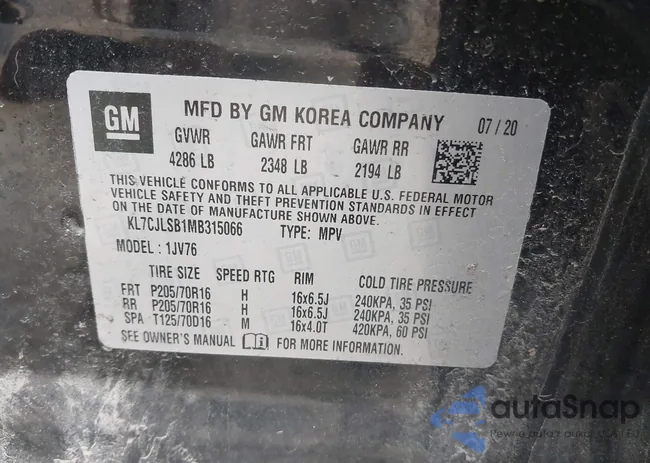 GM
MFD BY GM KOREA COMPANY 07/20
GVWR GAWR FRT GAWR RR
4286 LB 2348 LB 2194 LB
THIS VEHICLE CONFORMS TO ALL APPLICABLE U.S. FEDERAL MOTOR
VEHICLE SAFETY AND THEFT PREVENTION STANDARDS IN EFFECT
ON THE DATE OF MANUFACTURE SHOWN ABOVE.
KL7CJLSB1MB315066 TYPE: MPV
MODEL: 1JV76
TIRE SIZE SPEED RTG RIM COLD TIRE PRESSURE
FRT P205/70R16 H 16x6.5J 240KPA, 35 PSI
RR P205/70R16 H 16x6.5J 240KPA, 35 PSI
SPA T125/70D16 M 16x4.0T 420KPA, 60 PSI
SEE OWNER'S MANUAL FOR MORE INFORMATION.
autoSnap